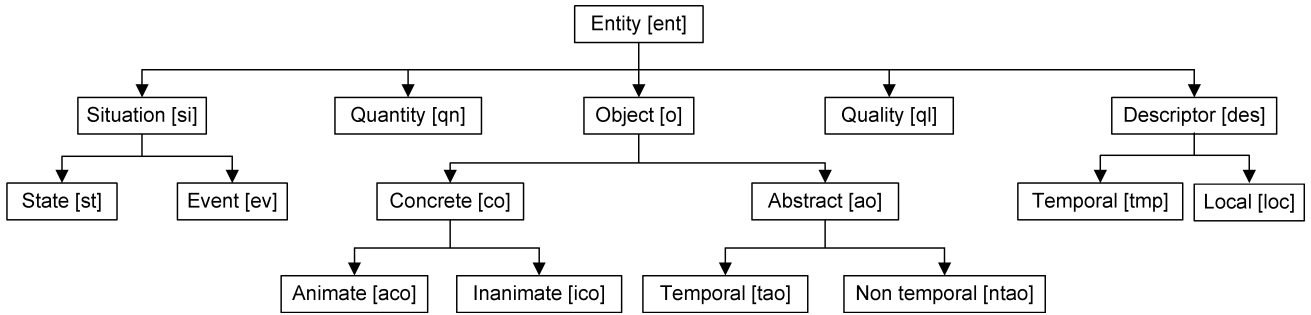 Entity [ent]
Situation [si]
Quantity [qn]
Object [o]
Quality [ql]
Descriptor [des]
State [st]
Event [ev]
Concrete [co]
Abstract [ao]
Temporal [tmp]
Local [loc]
Animate [aco]
Inanimate [ico]
Temporal [tao]
Non temporal [ntao]